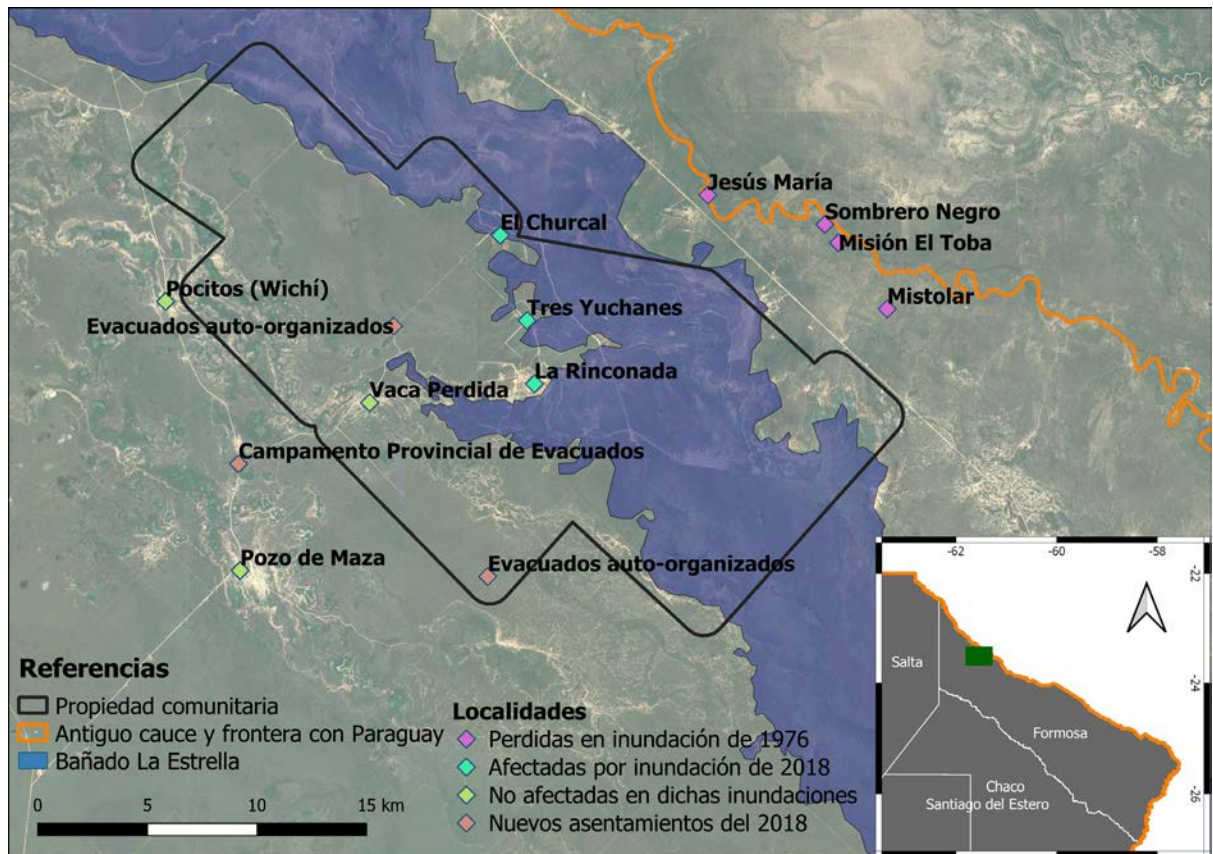 Jesús María
Sombrero Negro
Misión El Toba
El Churcal
Mistolar
Pocitos (Wichí)
Tres Yuchanes
Evacuados auto-organizados
La Rinconada
Vaca Perdida
Campamento Provincial de Evacuados
Pozo de Maza
Evacuados auto-organizados
Referencias
Propiedad comunitaria
Antiguo cauce y frontera con Paraguay
Bañado La Estrella
0 5 10 15 km
Localidades
Perdidas en inundación de 1976
Afectadas por inundación de 2018
No afectadas en dichas inundaciones
Nuevos asentamientos del 2018
-62 -60 -58
-22
-24
-26
Salta
Formosa
Chaco
Santiago del Estero